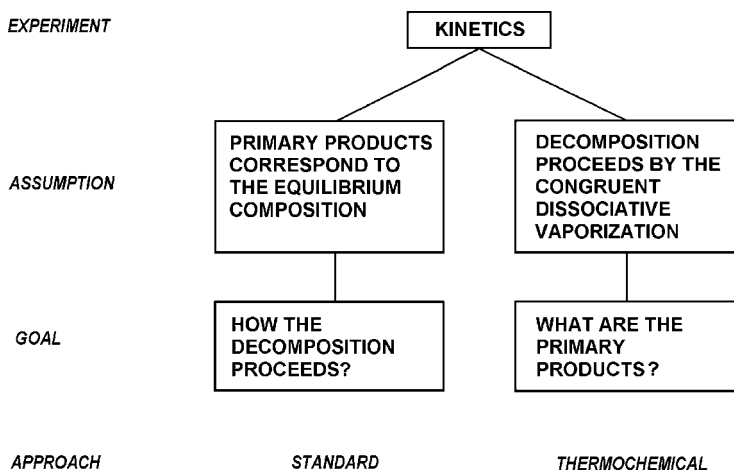 EXPERIMENT
KINETICS
ASSUMPTION
PRIMARY PRODUCTS
CORRESPOND TO
THE EQUILIBRIUM
COMPOSITION
DECOMPOSITION
PROCEEDS BY THE
CONGRUENT
DISSOCIATIVE
VAPORIZATION
GOAL
HOW THE
DECOMPOSITION
PROCEEDS?
WHAT ARE THE
PRIMARY
PRODUCTS?
APPROACH
STANDARD
THERMOCHEMICAL